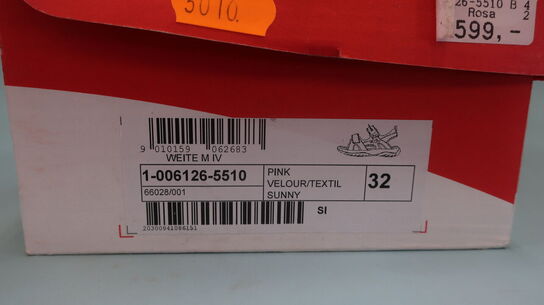 5010.
26-5510 B 4
Rosa 2
599,-
9 010159 062683
WEITE M IV
1-006126-5510
66028/001
PINK
VELOUR/TEXTIL
SUNNY
32
SI
20300941086151